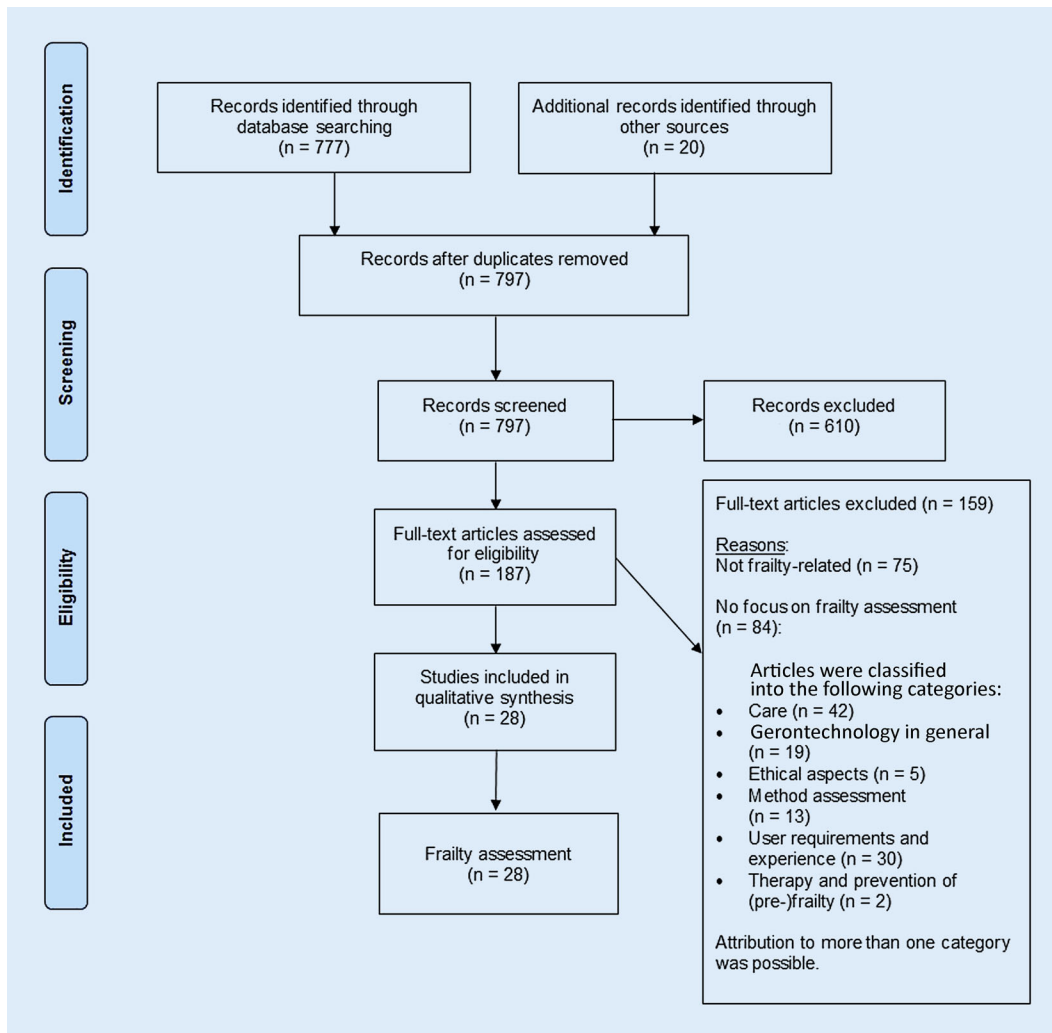 Identification
Records identified through
database searching
(n = 777)
Additional records identified through
other sources
(n = 20)
Records after duplicates removed
(n = 797)
Screening
Records screened
(n = 797)
Records excluded
(n = 610)
Eligibility
Full-text articles assessed
for eligibility
(n = 187)
Full-text articles excluded (n = 159)
Reasons:
Not frailty-related (n = 75)
No focus on frailty assessment
(n = 84):
Articles were classified
into the following categories:
• Care (n = 42)
• Gerontechnology in general
(n = 19)
• Ethical aspects (n = 5)
• Method assessment
(n = 13)
• User requirements and
experience (n = 30)
• Therapy and prevention of
(pre-)frailty (n = 2)
Attribution to more than one category
was possible.
Studies included in
qualitative synthesis
(n = 28)
Included
Frailty assessment
(n = 28)